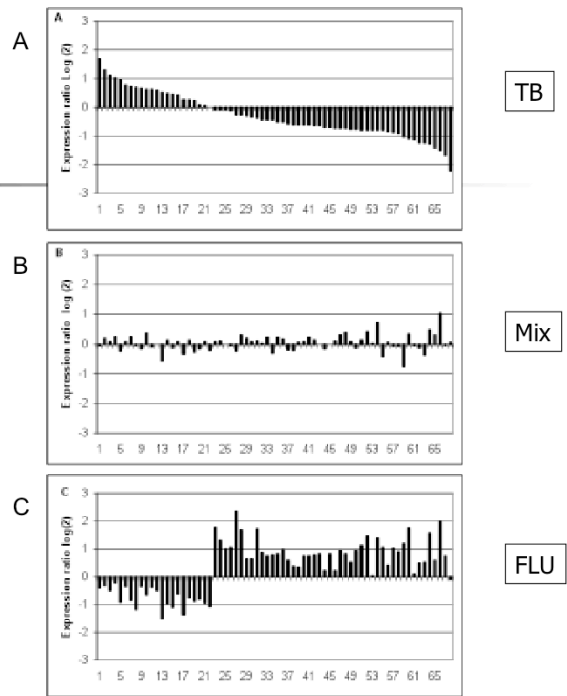 A
A
Expression ratio Log (2)
3
2
1
0
-1
-2
-3
1 5 9 13 17 21 25 29 33 37 41 45 49 53 57 61 65
TB
B
B
Expression ratio log (2)
3
2
1
0
-1
-2
-3
1 5 9 13 17 21 25 29 33 37 41 45 49 53 57 61 65
Mix
C
C
Expression ratio log(2)
3
2
1
0
-1
-2
-3
1 5 9 13 17 21 25 29 33 37 41 45 49 53 57 61 65
FLU